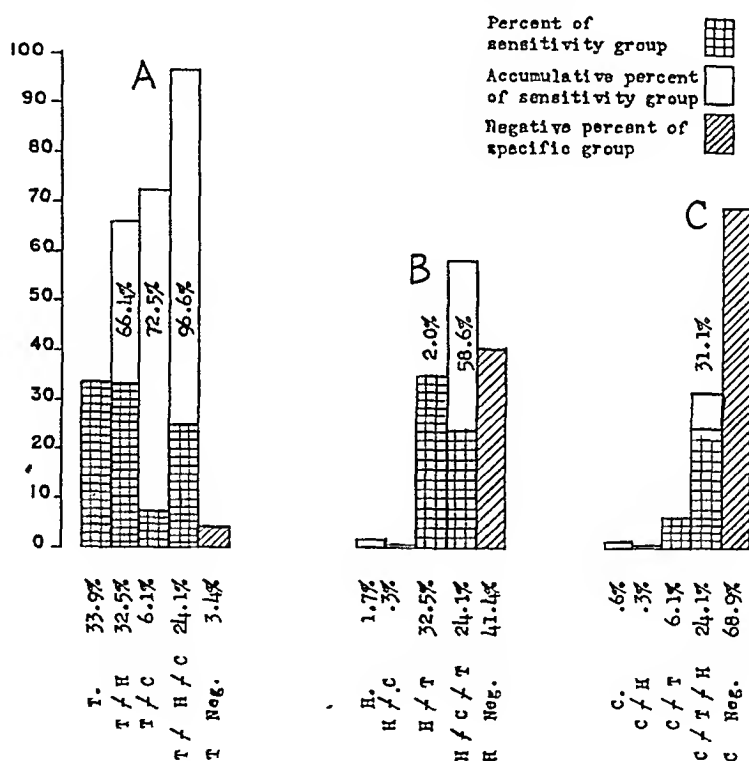 Percent of
sensitivity group
Accumulative percent
of sensitivity group
Negative percent of
specific group
A
B
C
100
90
80
70
60
50
40
30
20
10
0
66.4%
72.5%
96.6%
2.0%
58.6%
31.1%
33.9%
32.5%
6.1%
24.1%
3.4%
1.7%
.3%
32.5%
24.1%
41.4%
.6%
.3%
6.1%
24.1%
68.9%
T.
T ≠ H
T ≠ C
T ≠ H ≠ C
T Neg.
H.
H ≠ .C
H ≠ T
H ≠ C ≠ T
H Neg.
C.
C ≠ H
C ≠ T
C ≠ T ≠ H
C Neg.